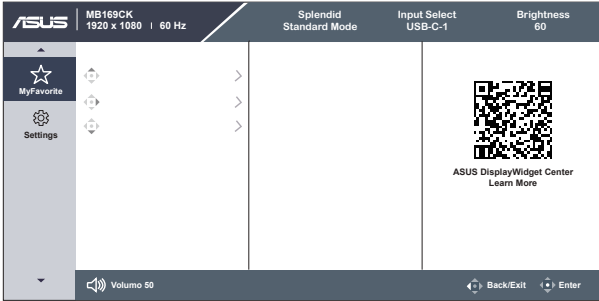 ASUS
MB169CK
1920 x 1080 | 60 Hz
Splendid
Standard Mode
Input Select
USB-C-1
Brightness
60
MyFavorite
Settings
ASUS DisplayWidget Center
Learn More
Volumo 50
Back/Exit
Enter